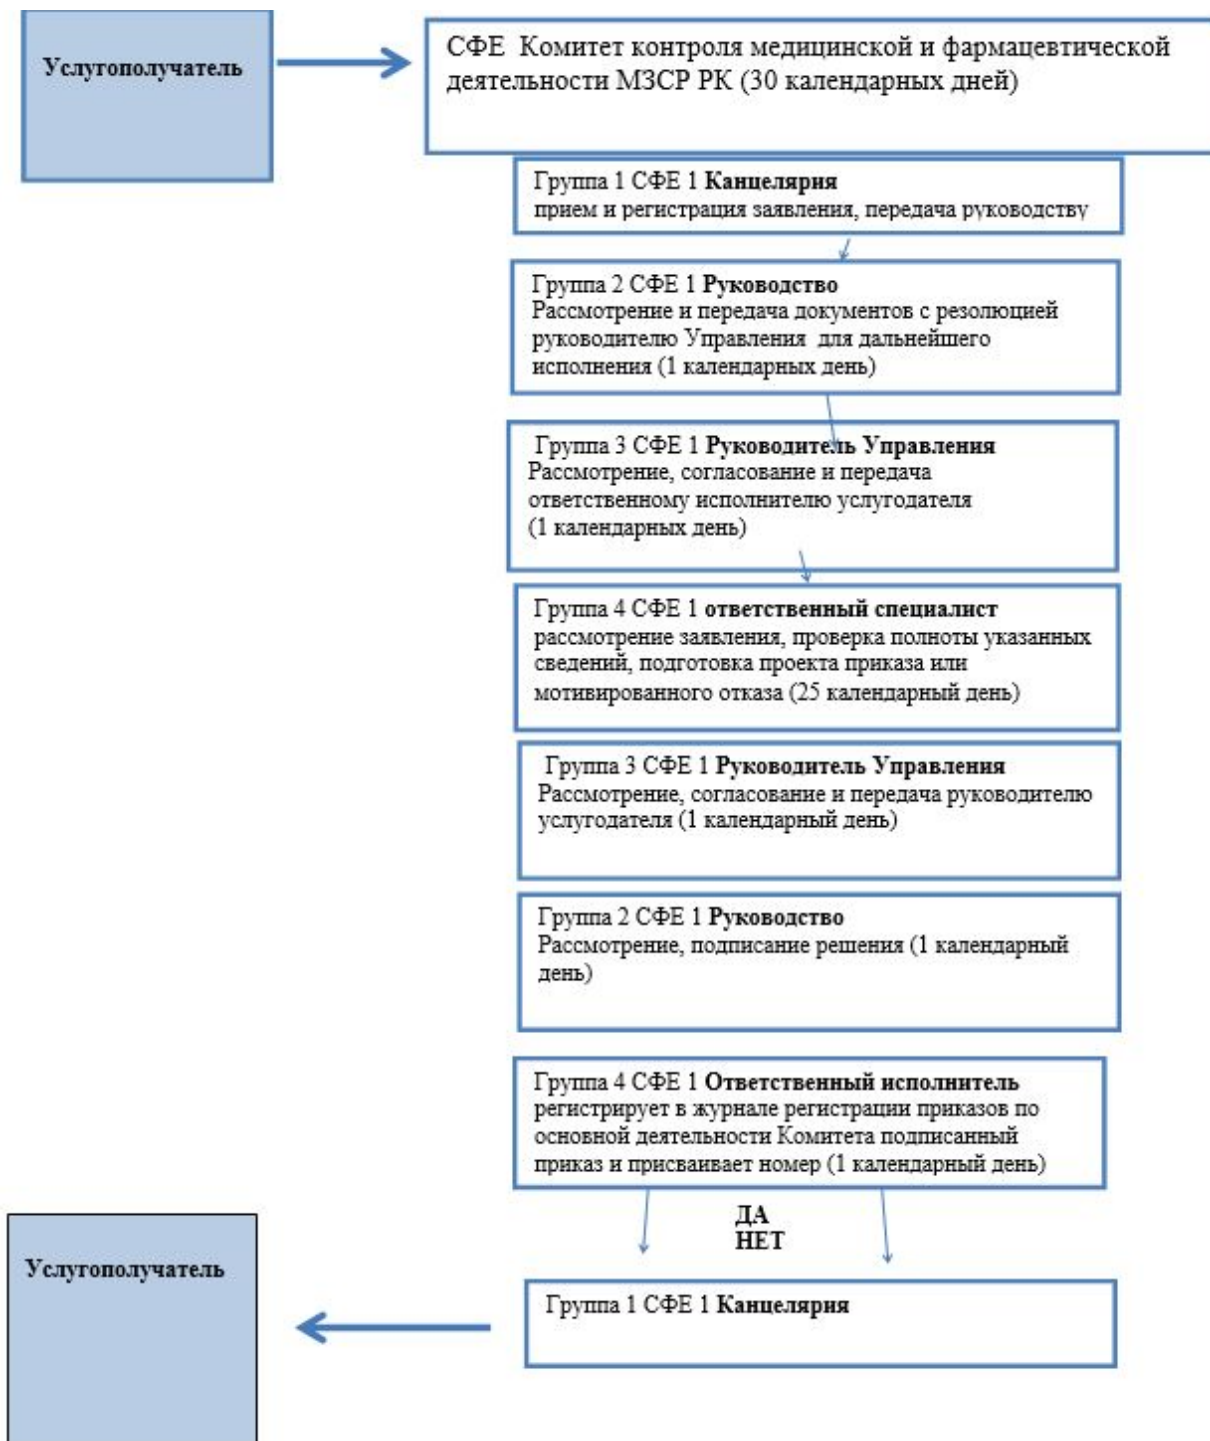 Услугополучатель
СФЕ Комитет контроля медицинской и фармацевтической
деятельности МЗСР РК (30 календарных дней)
Группа 1 СФЕ 1 Канцелярия
прием и регистрация заявления, передача руководству
Группа 2 СФЕ 1 Руководство
Рассмотрение и передача документов с резолюцией
руководителю Управления для дальнейшего
исполнения (1 календарных день)
Группа 3 СФЕ 1 Руководитель Управления
Рассмотрение, согласование и передача
ответственному исполнителю услугодателя
(1 календарных день)
Группа 4 СФЕ 1 ответственный специалист
рассмотрение заявления, проверка полноты указанных
сведений, подготовка проекта приказа или
мотивированного отказа (25 календарный день)
Группа 3 СФЕ 1 Руководитель Управления
Рассмотрение, согласование и передача руководителю
услугодателя (1 календарный день)
Группа 2 СФЕ 1 Руководство
Рассмотрение, подписание решения (1 календарный
день)
Группа 4 СФЕ 1 Ответственный исполнитель
регистрирует в журнале регистрации приказов по
основной деятельности Комитета подписанный
приказ и присваивает номер (1 календарный день)
ДА
НЕТ
Услугополучатель
Группа 1 СФЕ 1 Канцелярия